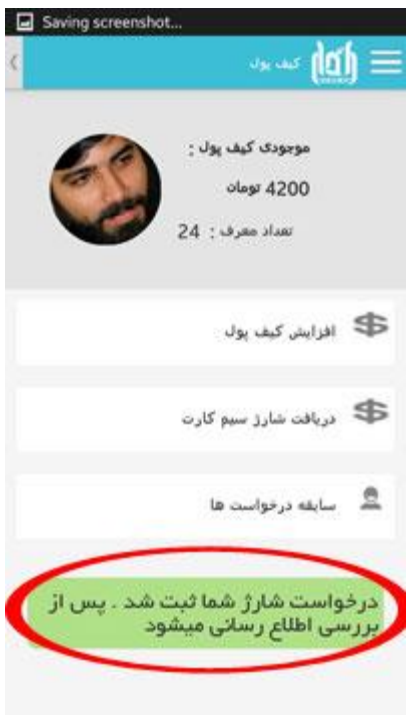 Saving screenshot...
کیف پول
موجودی کیف پول :
4200 تومان
تعداد معرف : 24
افزایش کیف پول
دریافت شارژ سیم کارت
سابقه درخواست ها
درخواست شارژ شما ثبت شد . پس از
بررسی اطلاع رسانی میشود